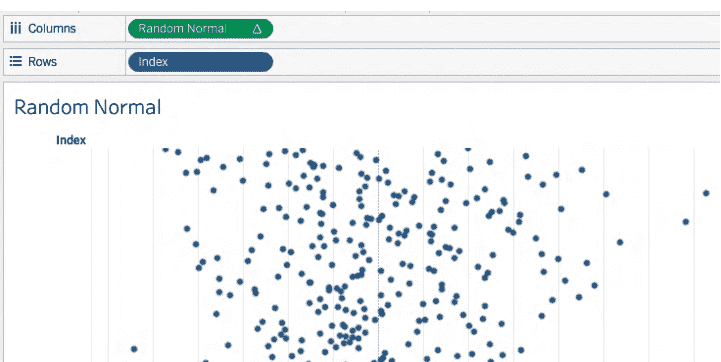 Columns
Random Normal
Rows
Index
Random Normal
Index